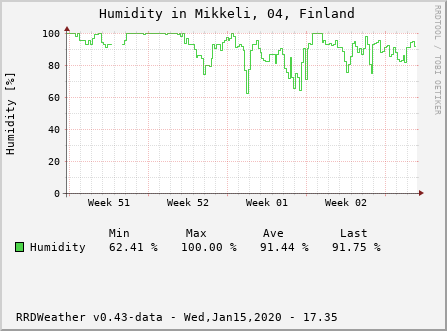 Humidity in Mikkeli, 04, Finland
RRDTOOL / TOBI OETIKER
Humidity [%]
100
80
60
40
20
0
Week 51 Week 52 Week 01 Week 02
Min Max Ave Last
Humidity 62.41 % 100.00 % 91.44 % 91.75 %
RRDWeather v0.43-data - Wed,Jan15,2020 - 17.35